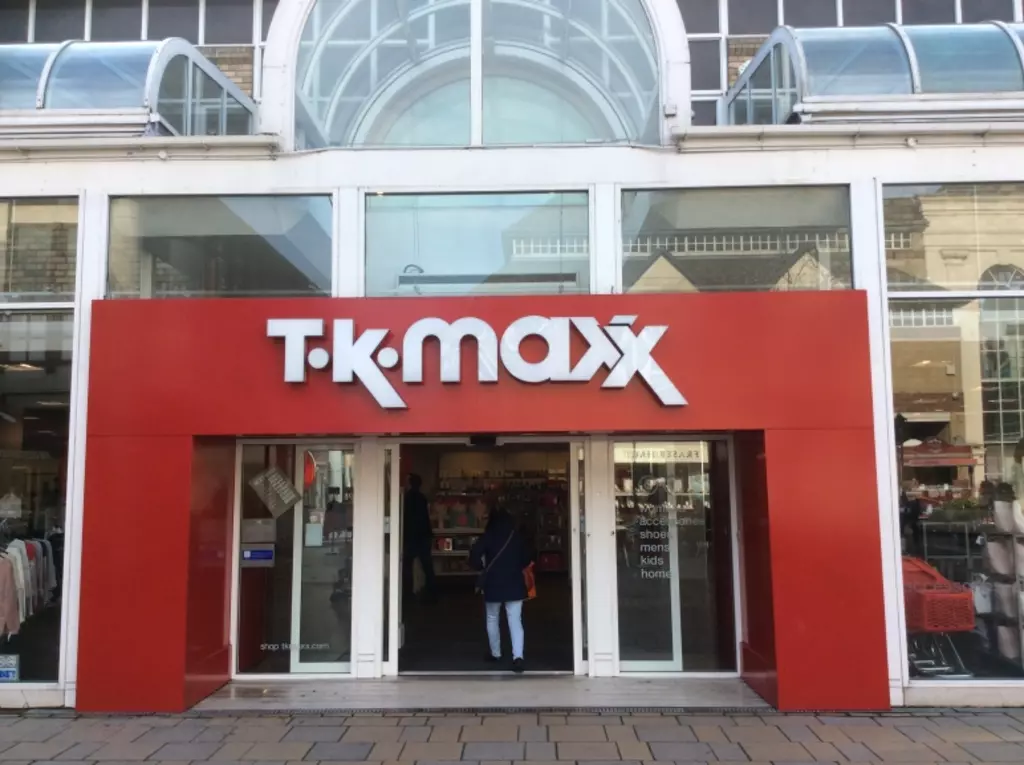 T·K·maxx
accessories
shoes
mens
kids
home
shop tkmaxx.com